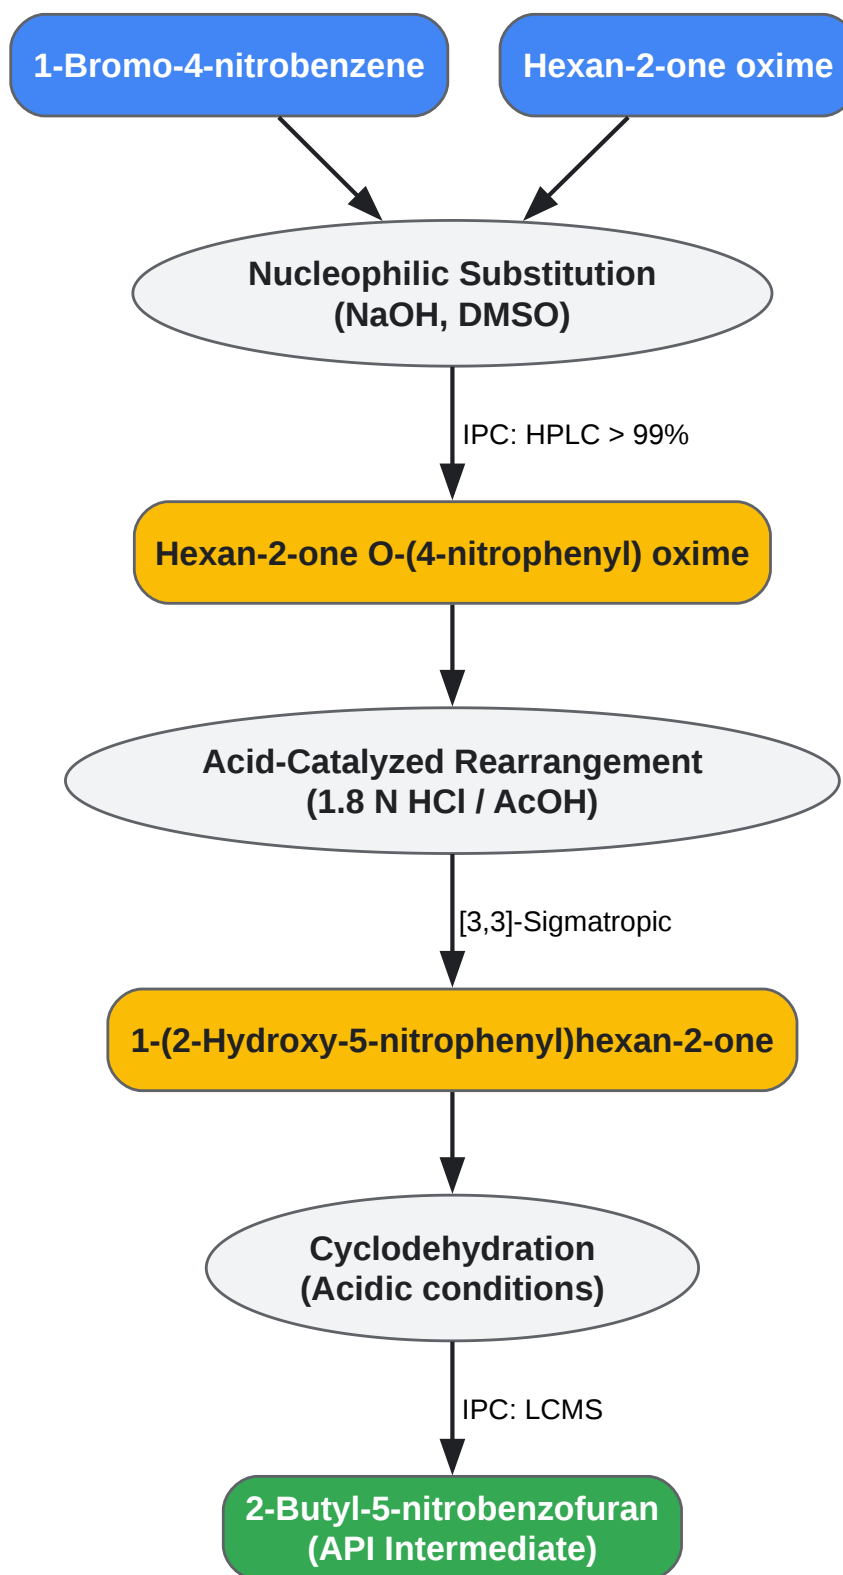 1-Bromo-4-nitrobenzene
Hexan-2-one oxime
Nucleophilic Substitution
(NaOH, DMSO)
IPC: HPLC > 99%
Hexan-2-one O-(4-nitrophenyl) oxime
Acid-Catalyzed Rearrangement
(1.8 N HCl / AcOH)
[3,3]-Sigmatropic
1-(2-Hydroxy-5-nitrophenyl)hexan-2-one
Cyclodehydration
(Acidic conditions)
IPC: LCMS
2-Butyl-5-nitrobenzofuran
(API Intermediate)